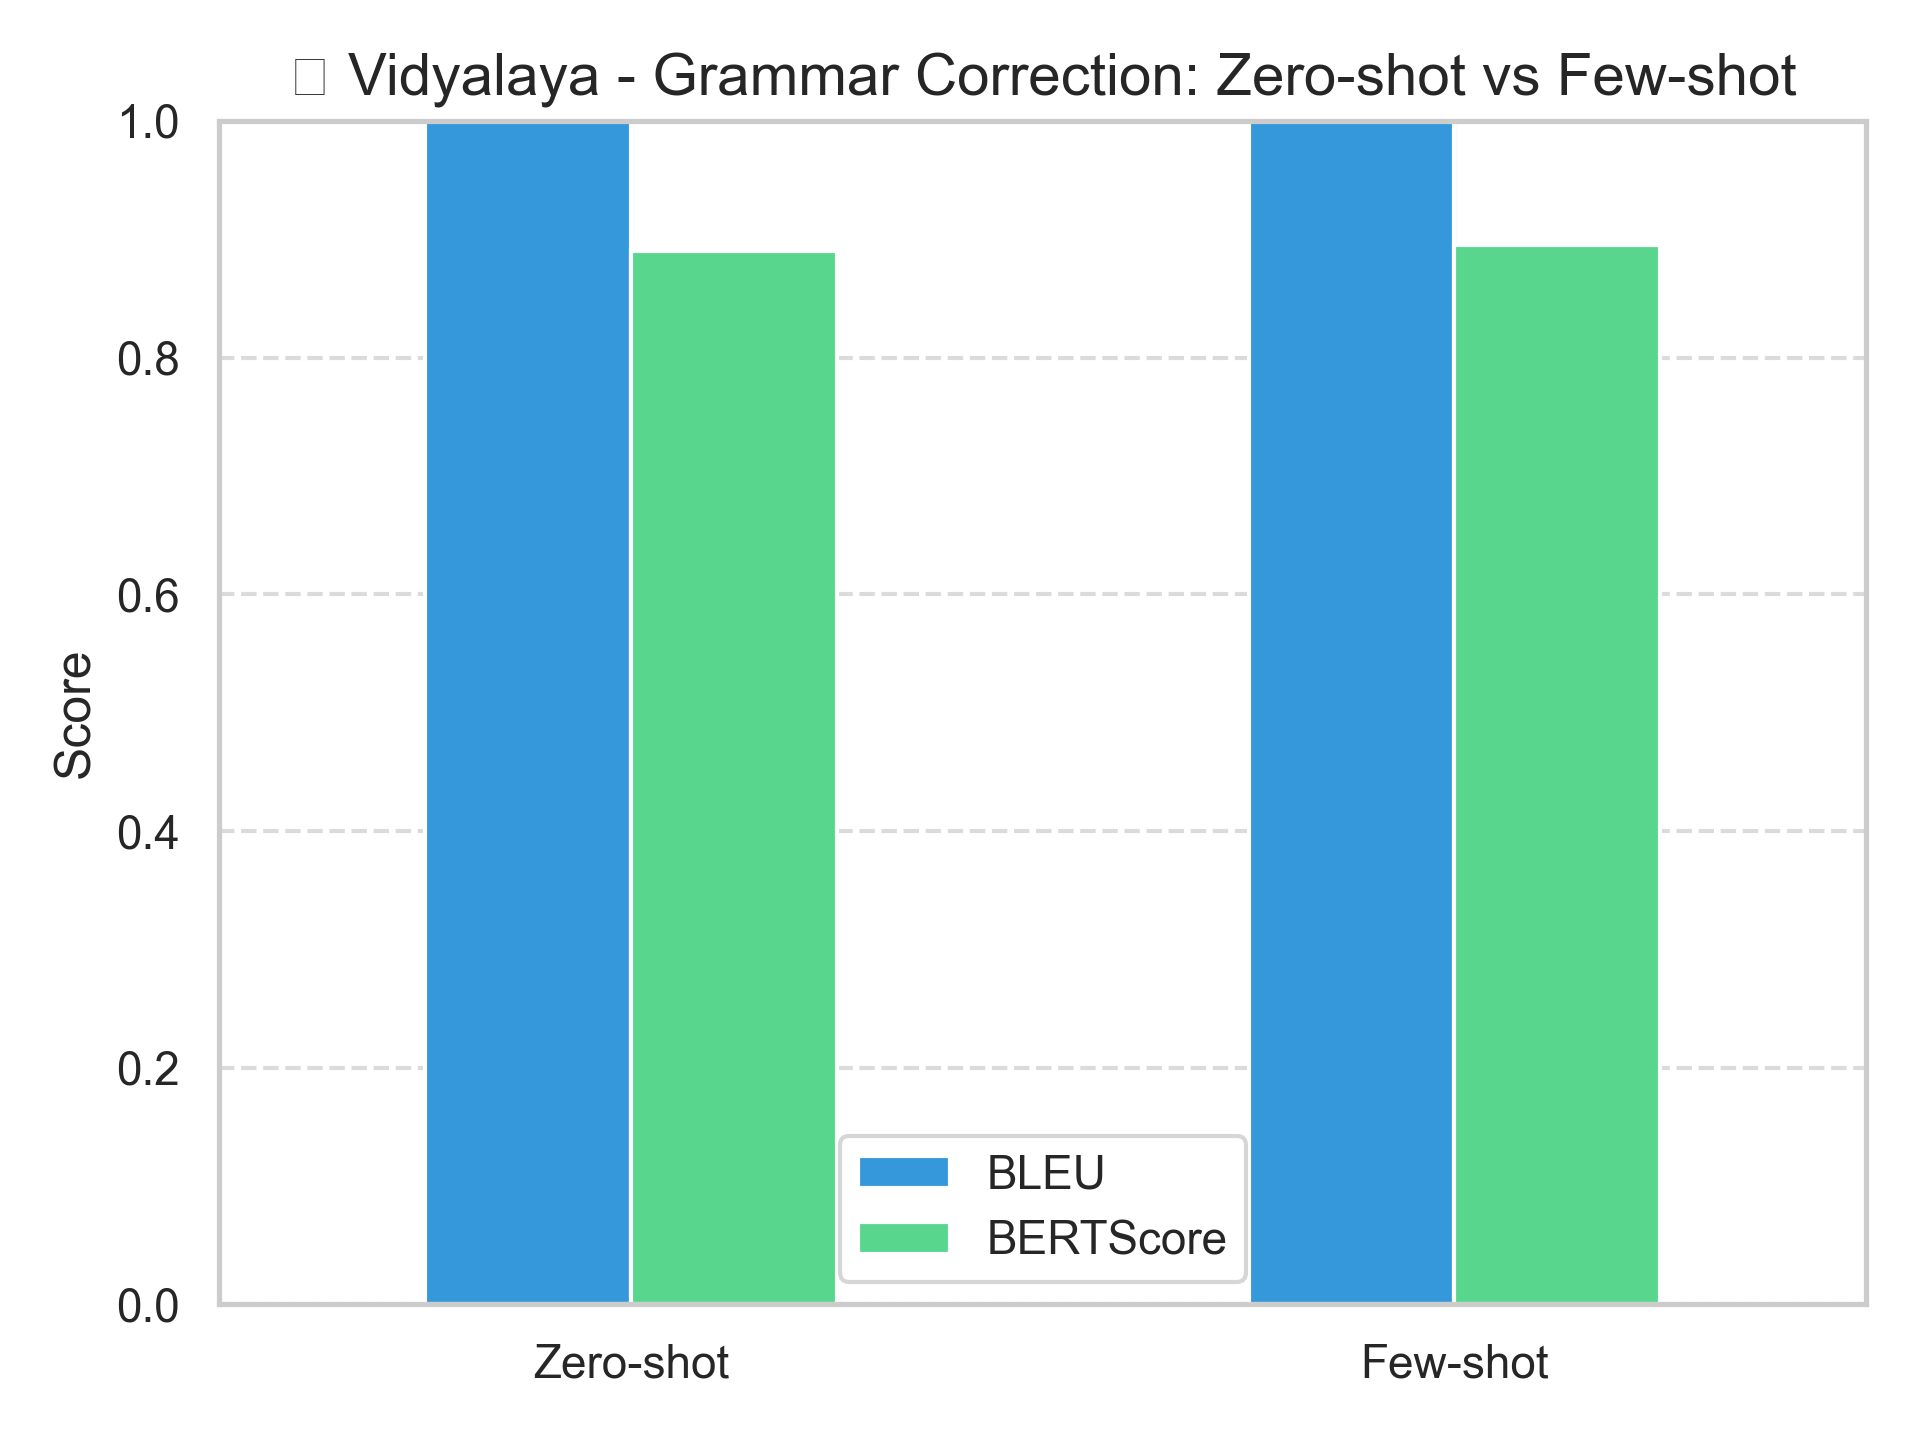 Vidyalaya - Grammar Correction: Zero-shot vs Few-shot
1.0
0.8
0.6
0.4
0.2
0.0
Score
BLEU
BERTScore
Zero-shot
Few-shot